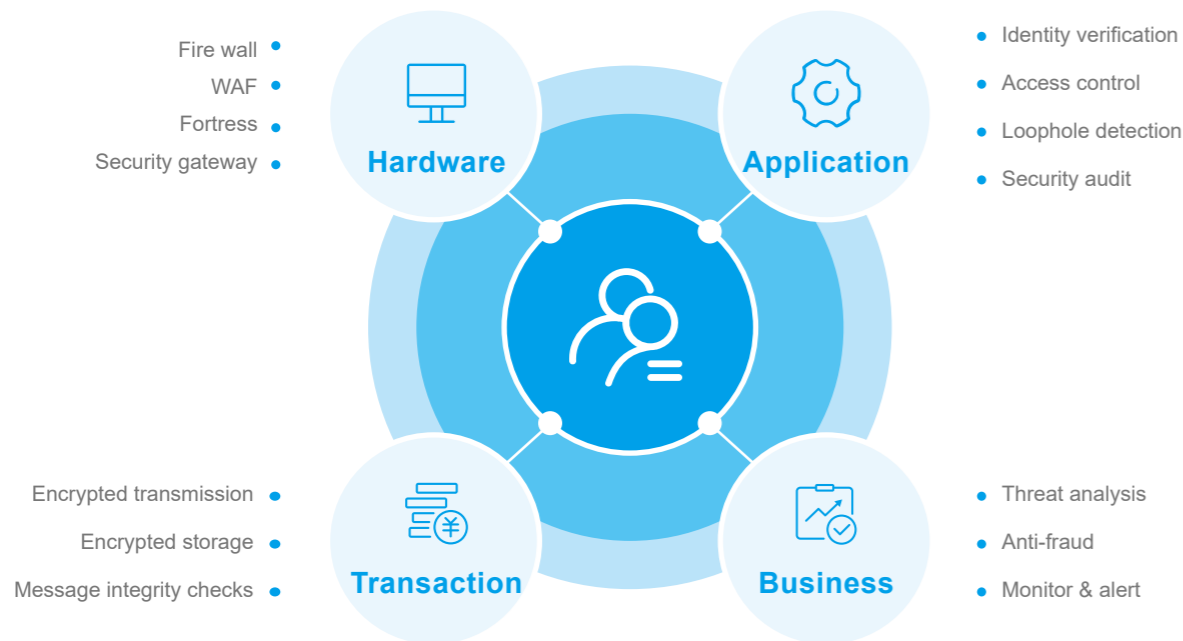 Fire wall
WAF
Fortress
Security gateway
Hardware
Application
Identity verification
Access control
Loophole detection
Security audit
Encrypted transmission
Encrypted storage
Message integrity checks
¥
Transaction
Business
Threat analysis
Anti-fraud
Monitor & alert